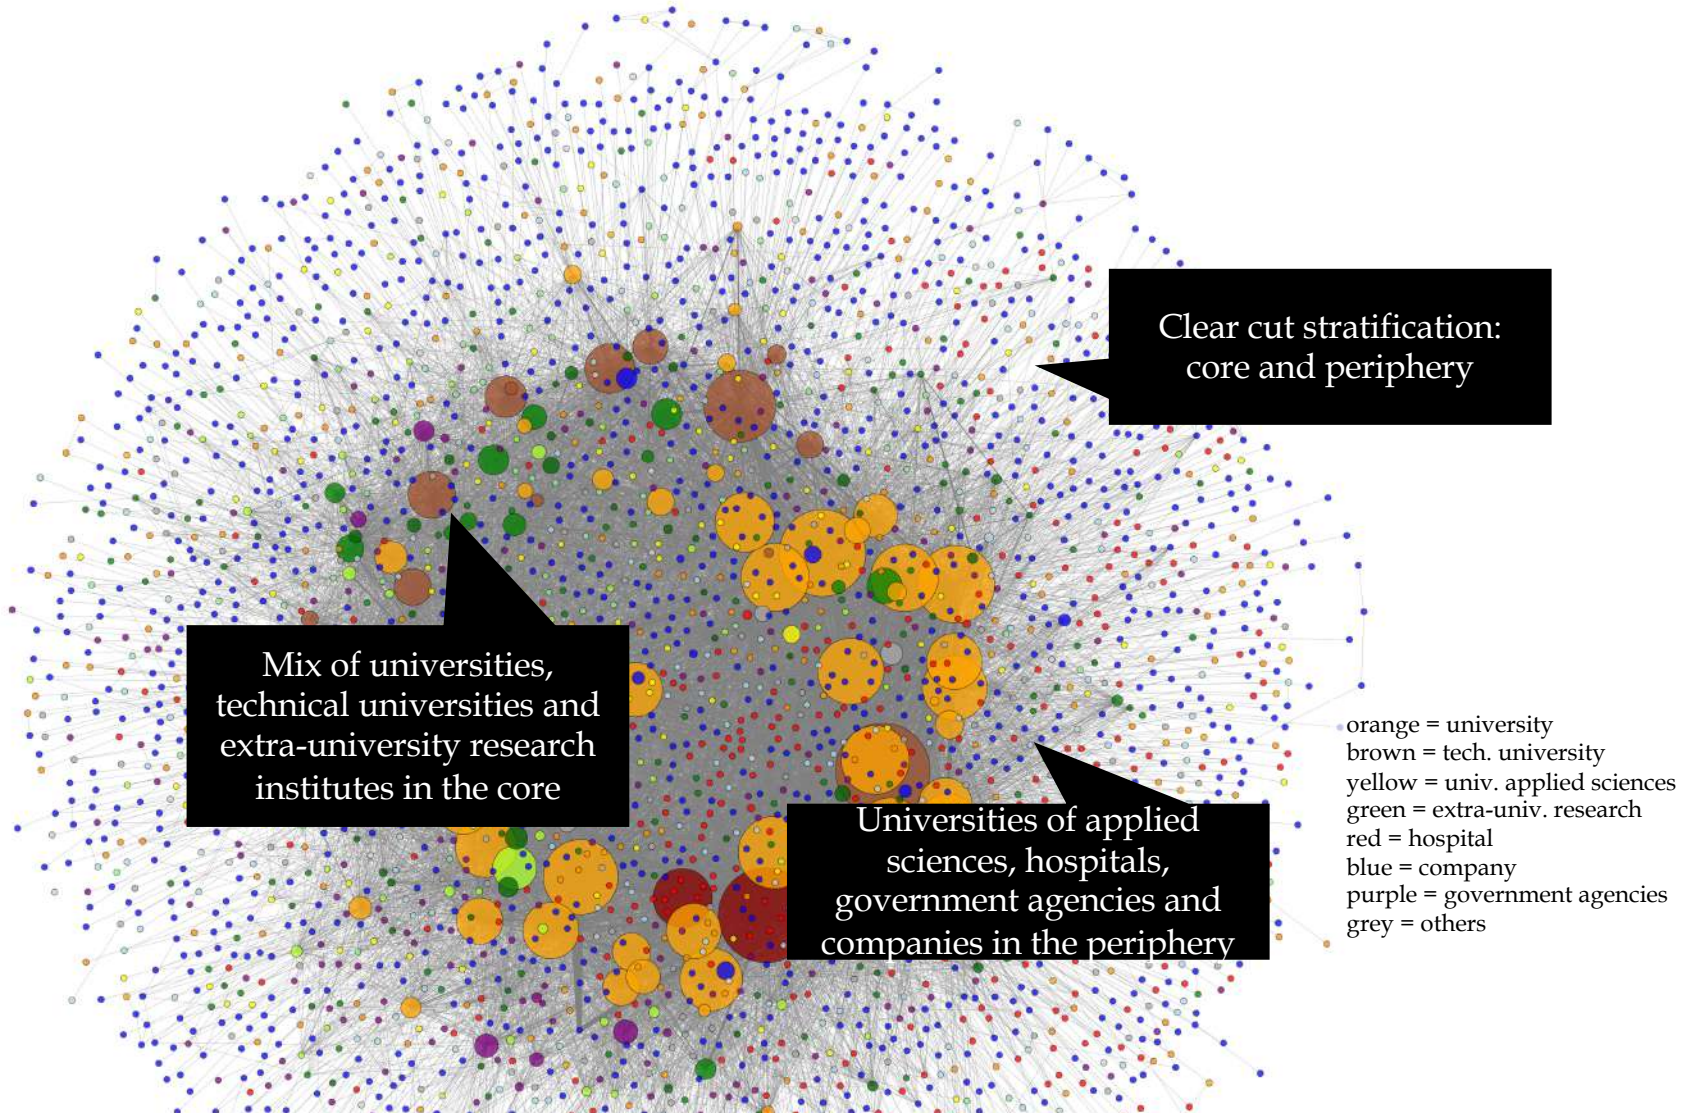 Clear cut stratification:
core and periphery
Mix of universities,
technical universities and
extra-university research
institutes in the core
Universities of applied
sciences, hospitals,
government agencies and
companies in the periphery
orange = university
brown = tech. university
yellow = univ. applied sciences
green = extra-univ. research
red = hospital
blue = company
purple = government agencies
grey = others